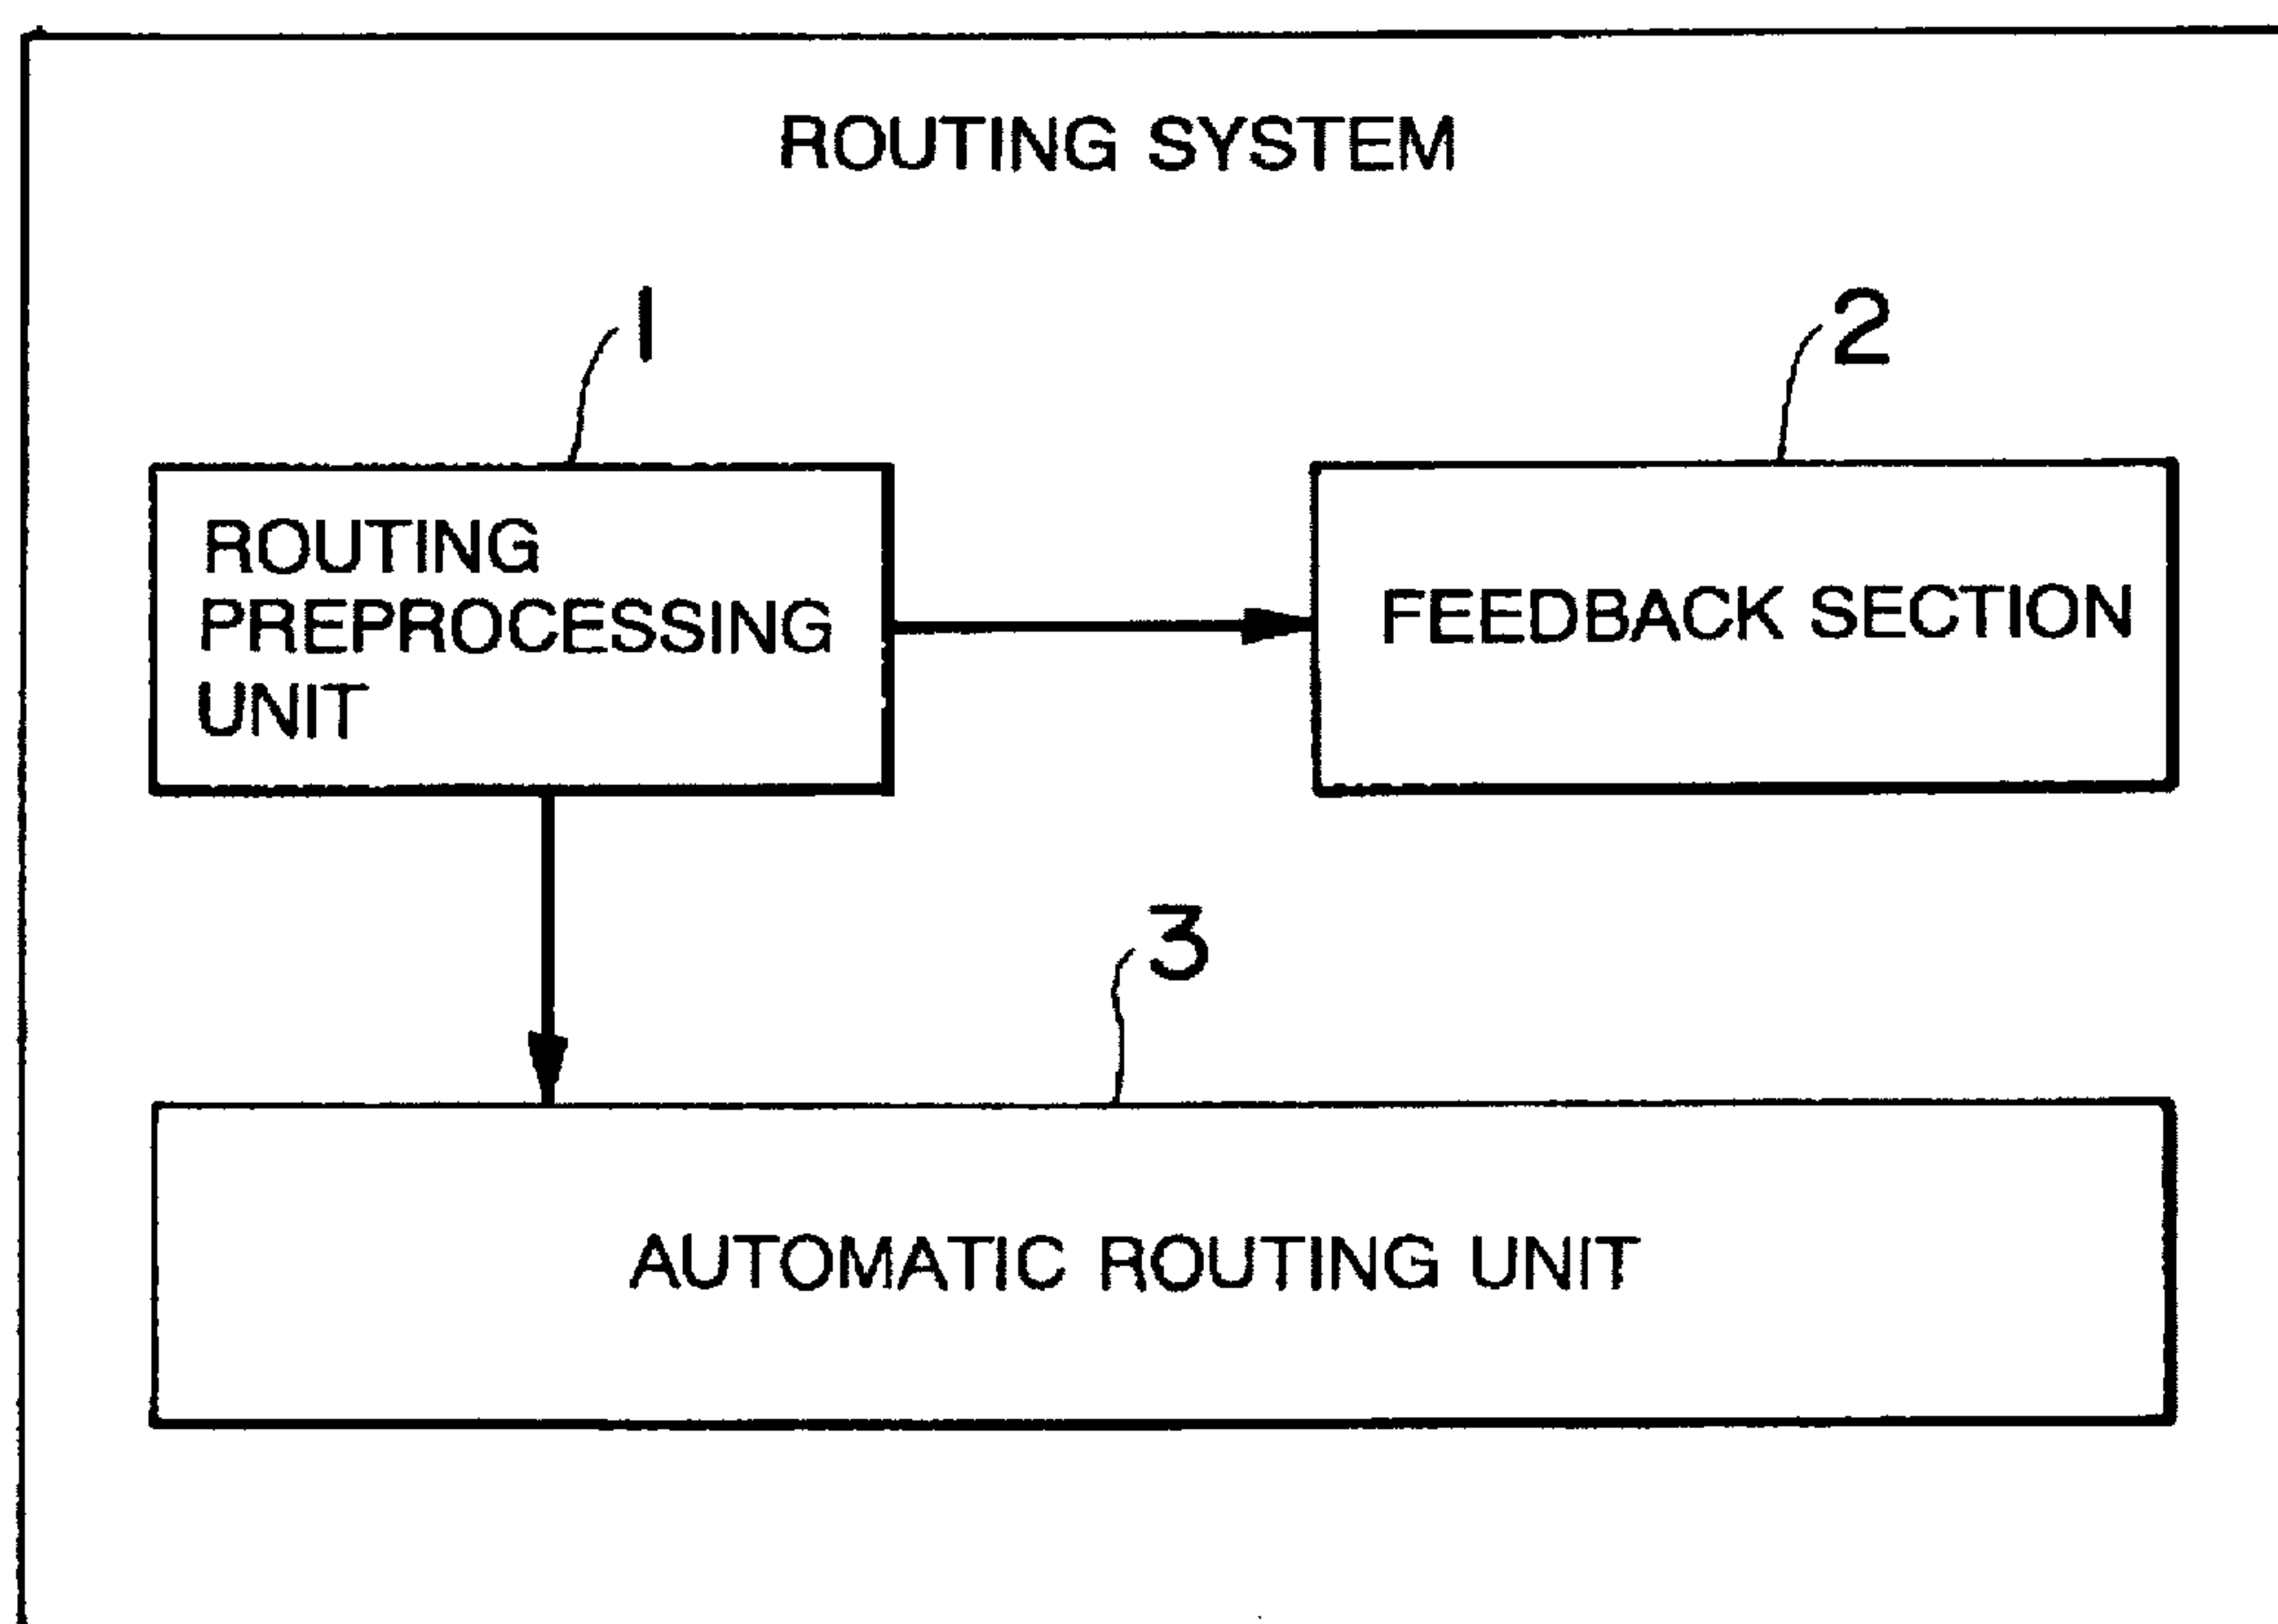 ROUTING SYSTEM
1
2
ROUTING
PREPROCESSING
UNIT
FEEDBACK SECTION
3
AUTOMATIC ROUTING UNIT